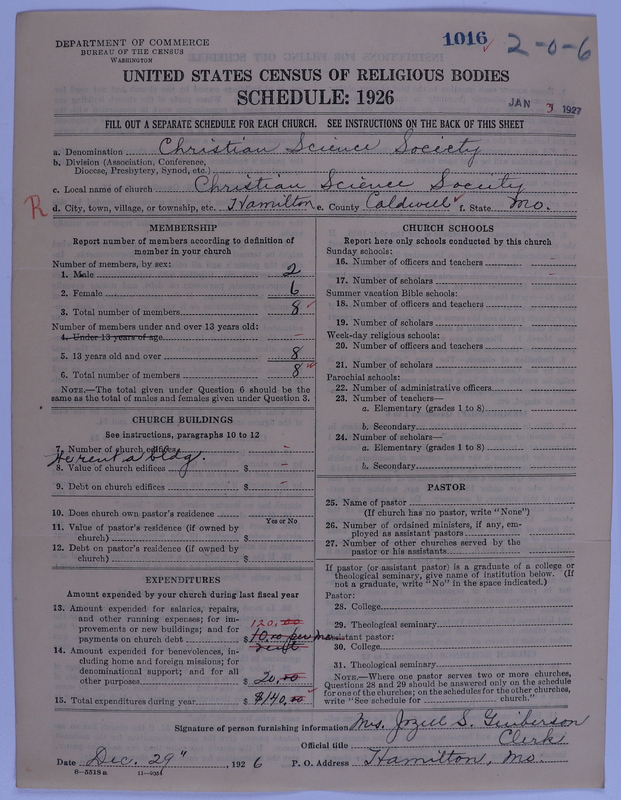 DEPARTMENT OF COMMERCE
BUREAU OF THE CENSUS
WASHINGTON
1016 2-0-6
UNITED STATES CENSUS OF RELIGIOUS BODIES
SCHEDULE: 1926
JAN 3 1927
FILL OUT A SEPARATE SCHEDULE FOR EACH CHURCH. SEE INSTRUCTIONS ON THE BACK OF THIS SHEET
a. Denomination Christian Science Society
b. Division (Association, Conference,
Diocese, Presbytery, Synod, etc.)
c. Local name of church Christian Science Society
R d. City, town, village, or township, etc. Hamilton e. County Caldwell f. State Mo.
MEMBERSHIP
Report number of members according to definition of
member in your church
Number of members, by sex:
1. Male 2
2. Female 6
3. Total number of members 8
Number of members under and over 13 years old:
4. Under 13 years of age –
5. 13 years old and over 8
6. Total number of members 8
NOTE.—The total given under Question 6 should be the
same as the total of males and females given under Question 3.
CHURCH BUILDINGS
See instructions, paragraphs 10 to 12
7. Number of church edifices –
We rent a bldg.
8. Value of church edifices $ –
9. Debt on church edifices $ –
10. Does church own pastor's residence
Yes or No
11. Value of pastor's residence (if owned by
church) $
12. Debt on pastor's residence (if owned by
church) $
EXPENDITURES
Amount expended by your church during last fiscal year
13. Amount expended for salaries, repairs,
and other running expenses; for im-
provements or new buildings; and for
payments on church debt $ 120.00
10.00 per mo.
rent
14. Amount expended for benevolences, in-
cluding home and foreign missions; for
denominational support; and for all
other purposes $ 20.00
15. Total expenditures during year $ $140.00
CHURCH SCHOOLS
Report here only schools conducted by this church
Sunday schools:
16. Number of officers and teachers –
17. Number of scholars –
Summer vacation Bible schools:
18. Number of officers and teachers
19. Number of scholars
Week-day religious schools:
20. Number of officers and teachers
21. Number of scholars
Parochial schools:
22. Number of administrative officers
23. Number of teachers—
a. Elementary (grades 1 to 8)
b. Secondary
24. Number of scholars—
a. Elementary (grades 1 to 8)
b. Secondary
PASTOR
25. Name of pastor
(If church has no pastor, write "None")
26. Number of ordained ministers, if any, em-
ployed as assistant pastors
27. Number of other churches served by the
pastor or his assistants
If pastor (or assistant pastor) is a graduate of a college or
theological seminary, give name of institution below. (If
not a graduate, write "No" in the space indicated.)
Pastor:
28. College
29. Theological seminary
Assistant pastor:
30. College
31. Theological seminary
NOTE.—Where one pastor serves two or more churches,
Questions 28 and 29 should be answered only on the schedule
for one of the churches; on the schedules for the other churches,
write "See schedule for church."
Signature of person furnishing information Mrs. Joziel S. Guiberson
Official title Clerk
Date Dec. 29" , 192 6 P. O. Address Hamilton, Mo.
8—5518 a